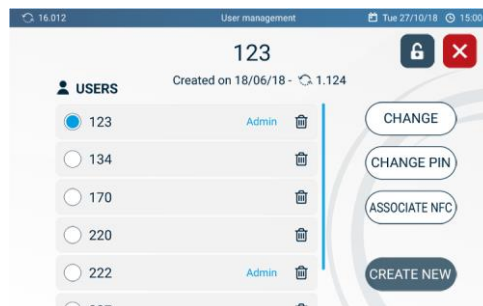 16.012 User management Tue 27/10/18 15:00
123
Created on 18/06/18 - 1.124
USERS
123 Admin
CHANGE
134
CHANGE PIN
170
ASSOCIATE NFC
220
222 Admin
CREATE NEW